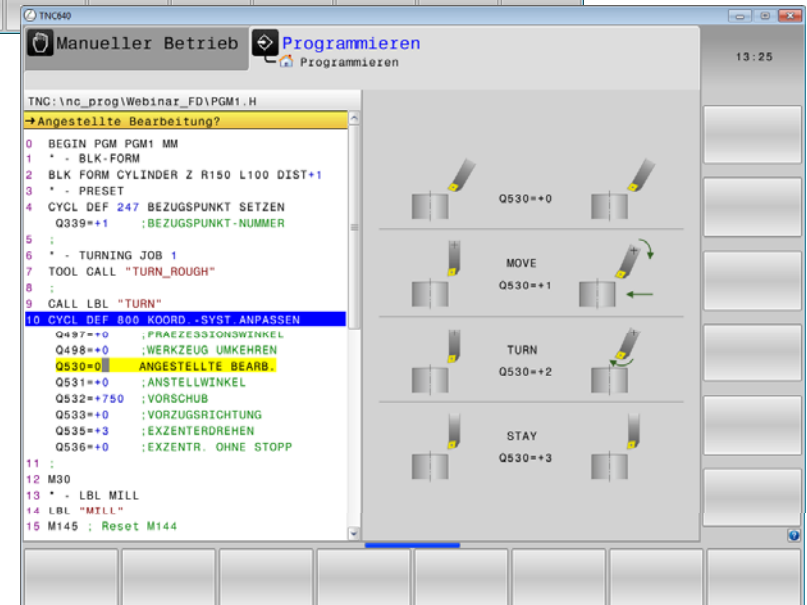 TNC640
Manueller Betrieb
Programmieren
Programmieren
13:25
TNC:\nc_prog\Webinar_FD\PGM1.H
→Angestellte Bearbeitung?
0 BEGIN PGM PGM1 MM
1 * - BLK-FORM
2 BLK FORM CYLINDER Z R150 L100 DIST+1
3 * - PRESET
4 CYCL DEF 247 BEZUGSPUNKT SETZEN
Q339=+1 ;BEZUGSPUNKT-NUMMER
5 ;
6 * - TURNING JOB 1
7 TOOL CALL "TURN_ROUGH"
8 ;
9 CALL LBL "TURN"
10 CYCL DEF 800 KOORD.-SYST.ANPASSEN
Q497=+0 ;PRAEZESSIONSWINKEL
Q498=+0 ;WERKZEUG UMKEHREN
Q530=0 ANGESTELLTE BEARB.
Q531=+0 ;ANSTELLWINKEL
Q532=+750 ;VORSCHUB
Q533=+0 ;VORZUGSRICHTUNG
Q535=+3 ;EXZENTERDREHEN
Q536=+0 ;EXZENTR. OHNE STOPP
11 ;
12 M30
13 * - LBL MILL
14 LBL "MILL"
15 M145 ; Reset M144
Q530=+0
MOVE
Q530=+1
TURN
Q530=+2
STAY
Q530=+3